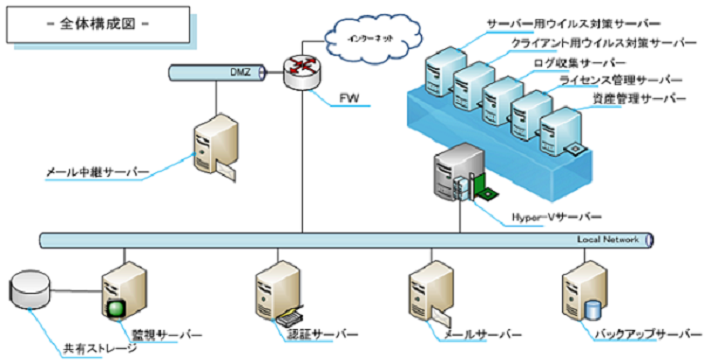 - 全体構成図 -
インターネット
DMZ
FW
メール中継サーバー
サーバー用ウイルス対策サーバー
クライアント用ウイルス対策サーバー
ログ収集サーバー
ライセンス管理サーバー
資産管理サーバー
Hyper-Vサーバー
Local Network
共有ストレージ
監視サーバー
認証サーバー
メールサーバー
バックアップサーバー